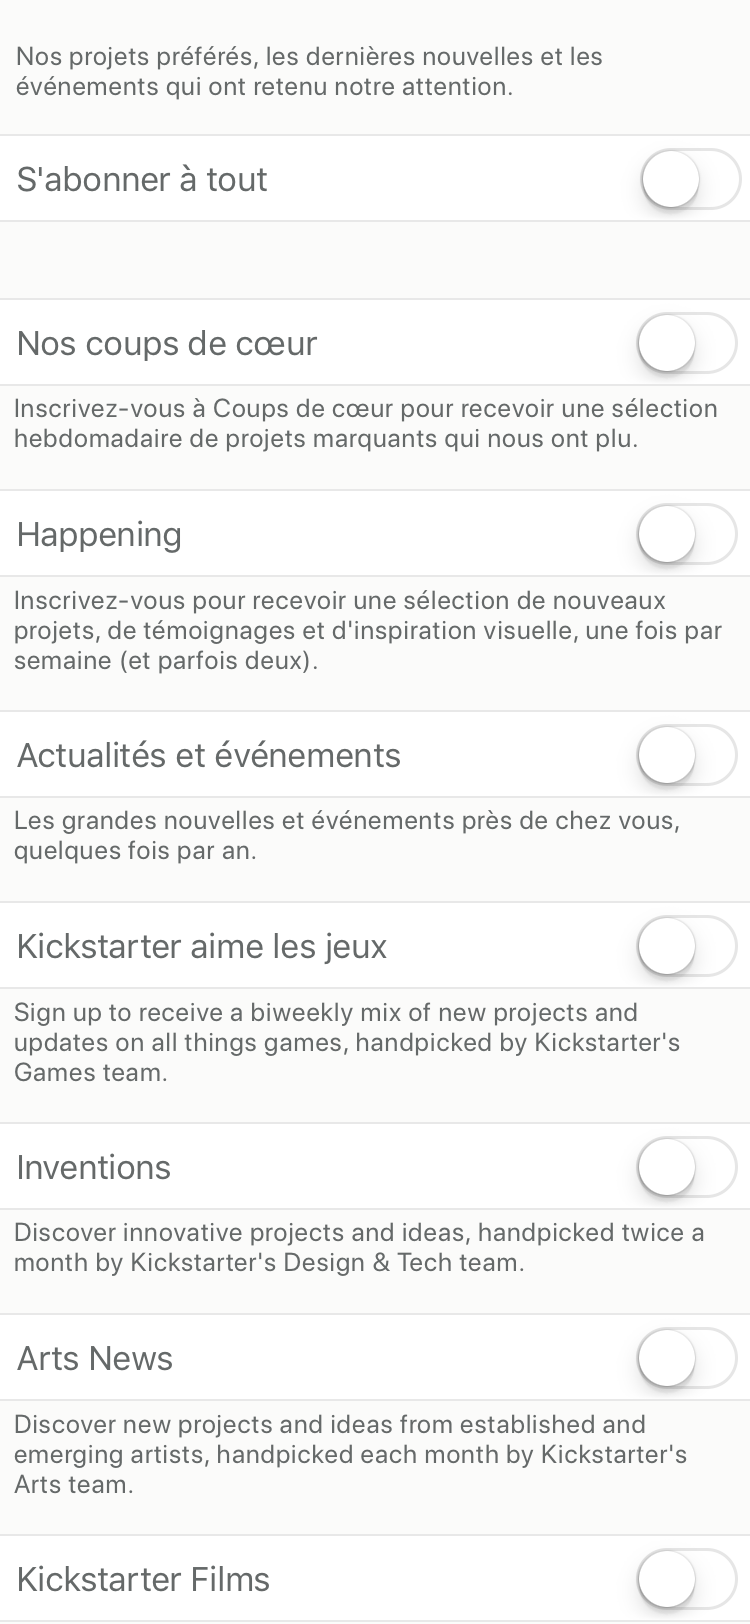 Nos projets préférés, les dernières nouvelles et les
événements qui ont retenu notre attention.
S'abonner à tout
Nos coups de cœur
Inscrivez-vous à Coups de cœur pour recevoir une sélection
hebdomadaire de projets marquants qui nous ont plu.
Happening
Inscrivez-vous pour recevoir une sélection de nouveaux
projets, de témoignages et d'inspiration visuelle, une fois par
semaine (et parfois deux).
Actualités et événements
Les grandes nouvelles et événements près de chez vous,
quelques fois par an.
Kickstarter aime les jeux
Sign up to receive a biweekly mix of new projects and
updates on all things games, handpicked by Kickstarter's
Games team.
Inventions
Discover innovative projects and ideas, handpicked twice a
month by Kickstarter's Design & Tech team.
Arts News
Discover new projects and ideas from established and
emerging artists, handpicked each month by Kickstarter's
Arts team.
Kickstarter Films